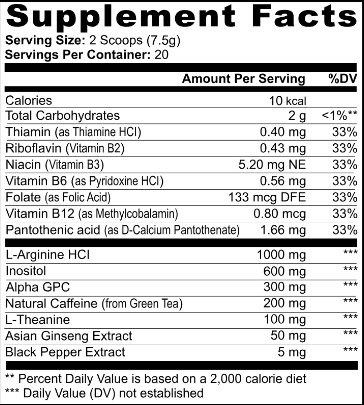 Supplement Facts
Serving Size: 2 Scoops (7.5g)
Servings Per Container: 20
Amount Per Serving %DV
Calories 10 kcal
Total Carbohydrates 2 g <1%**
Thiamin (as Thiamine HCl) 0.40 mg 33%
Riboflavin (Vitamin B2) 0.43 mg 33%
Niacin (Vitamin B3) 5.20 mg NE 33%
Vitamin B6 (as Pyridoxine HCl) 0.56 mg 33%
Folate (as Folic Acid) 133 mcg DFE 33%
Vitamin B12 (as Methylcobalamin) 0.80 mcg 33%
Pantothenic acid (as D-Calcium Pantothenate) 1.66 mg 33%
L-Arginine HCl 1000 mg ***
Inositol 600 mg ***
Alpha GPC 300 mg ***
Natural Caffeine (from Green Tea) 200 mg ***
L-Theanine 100 mg ***
Asian Ginseng Extract 50 mg ***
Black Pepper Extract 5 mg ***
** Percent Daily Value is based on a 2,000 calorie diet
*** Daily Value (DV) not established